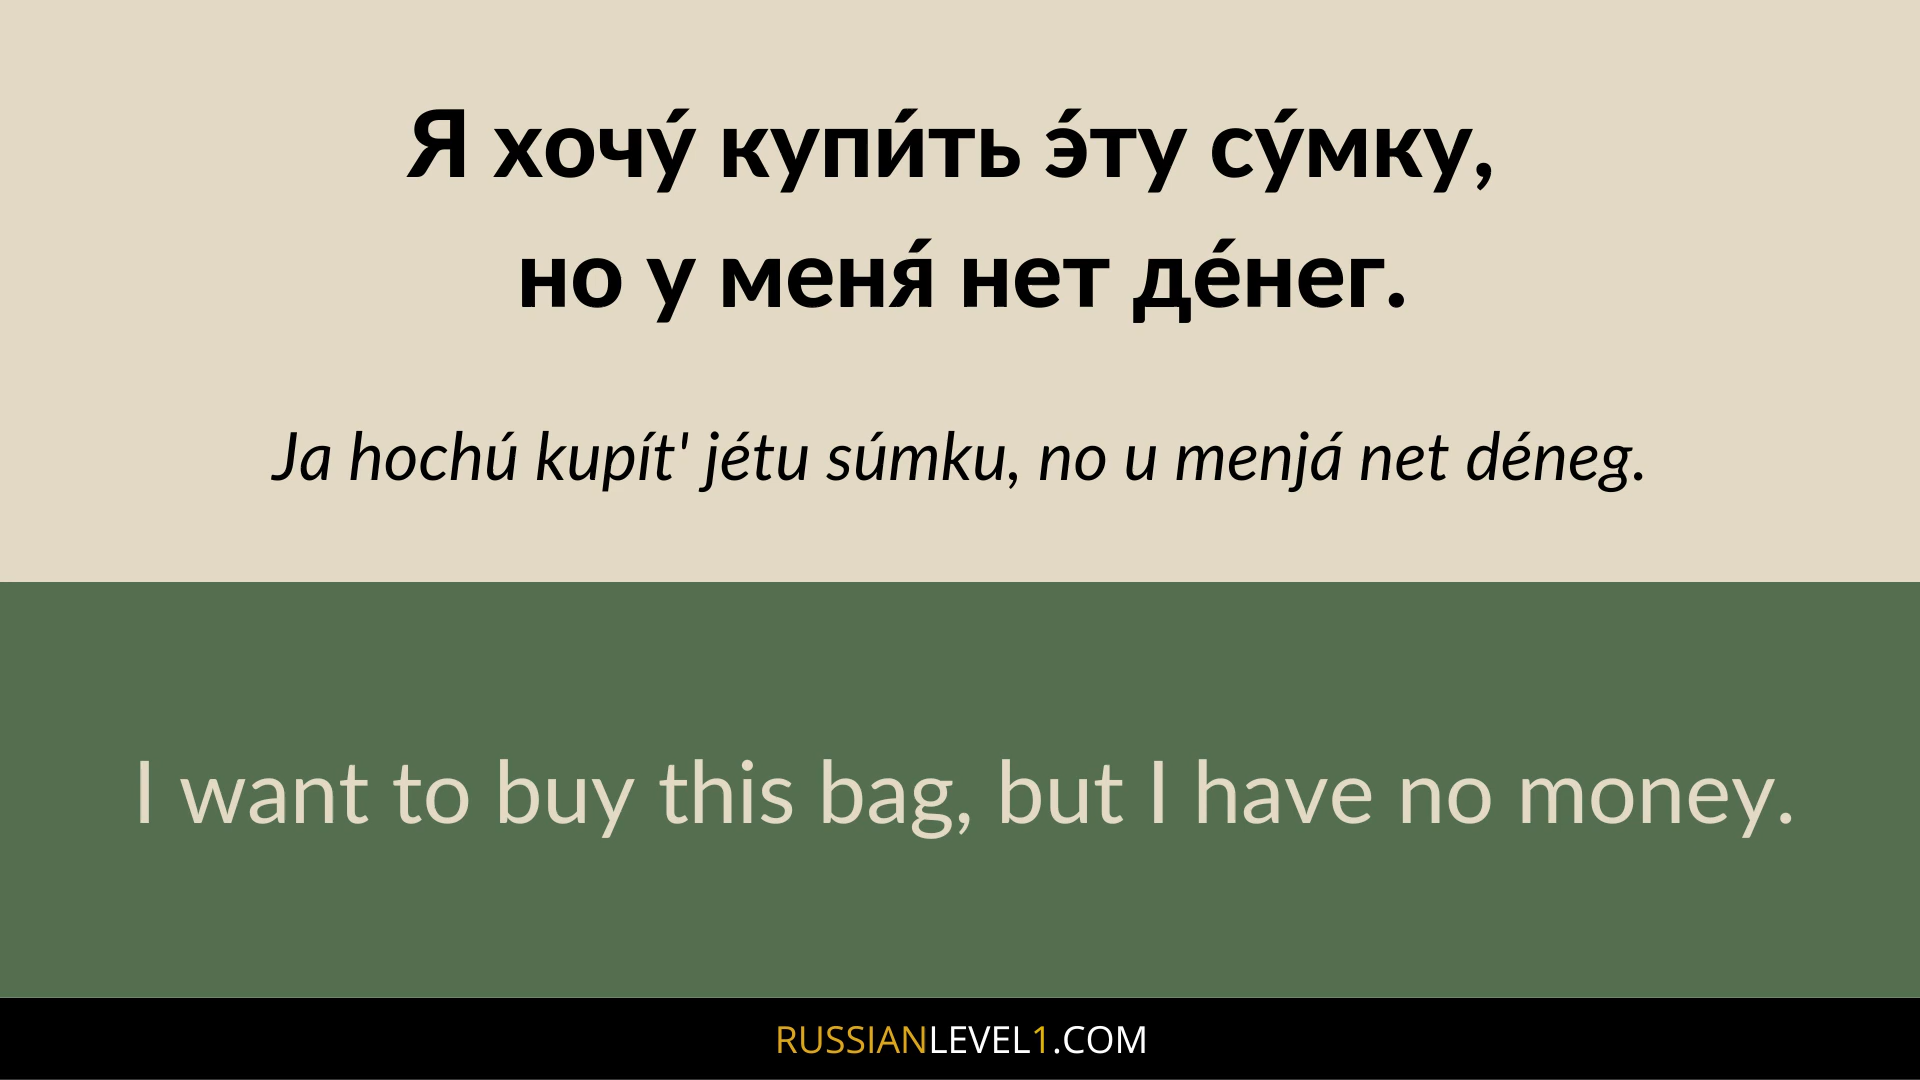 Я хочу́ купи́ть э́ту су́мку,
но у меня́ нет де́нег.
Ja hochú kupít' jétu súmku, no u menjá net déneg.
I want to buy this bag, but I have no money.
RUSSIANLEVEL1.COM